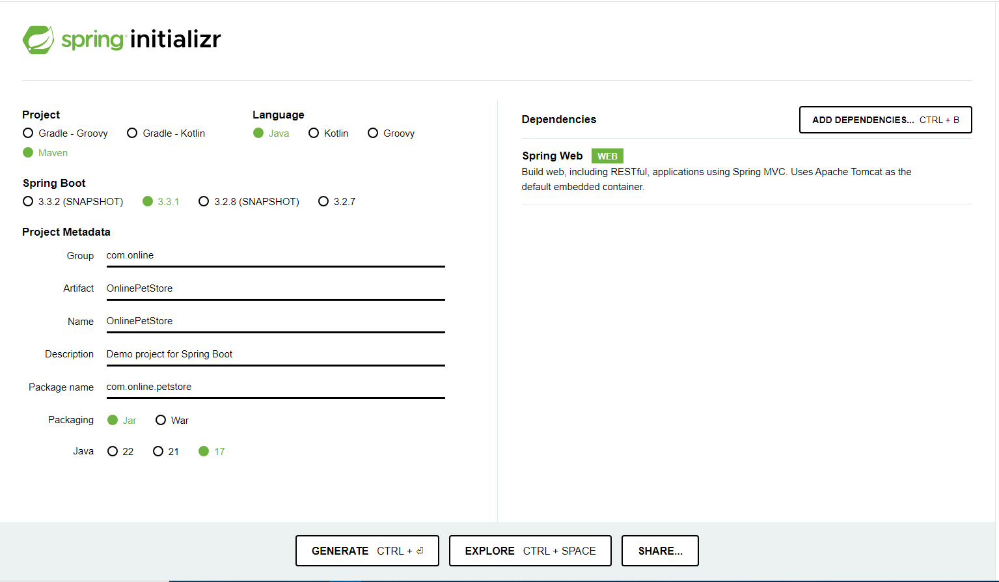 spring initializr
Project
Gradle - Groovy Gradle - Kotlin
Maven
Language
Java Kotlin Groovy
Spring Boot
3.3.2 (SNAPSHOT) 3.3.1 3.2.8 (SNAPSHOT) 3.2.7
Project Metadata
Group com.online
Artifact OnlinePetStore
Name OnlinePetStore
Description Demo project for Spring Boot
Package name com.online.petstore
Packaging Jar War
Java 22 21 17
Dependencies
ADD DEPENDENCIES... CTRL + B
Spring Web WEB
Build web, including RESTful, applications using Spring MVC. Uses Apache Tomcat as the
default embedded container.
GENERATE CTRL + ⏎
EXPLORE CTRL + SPACE
SHARE...